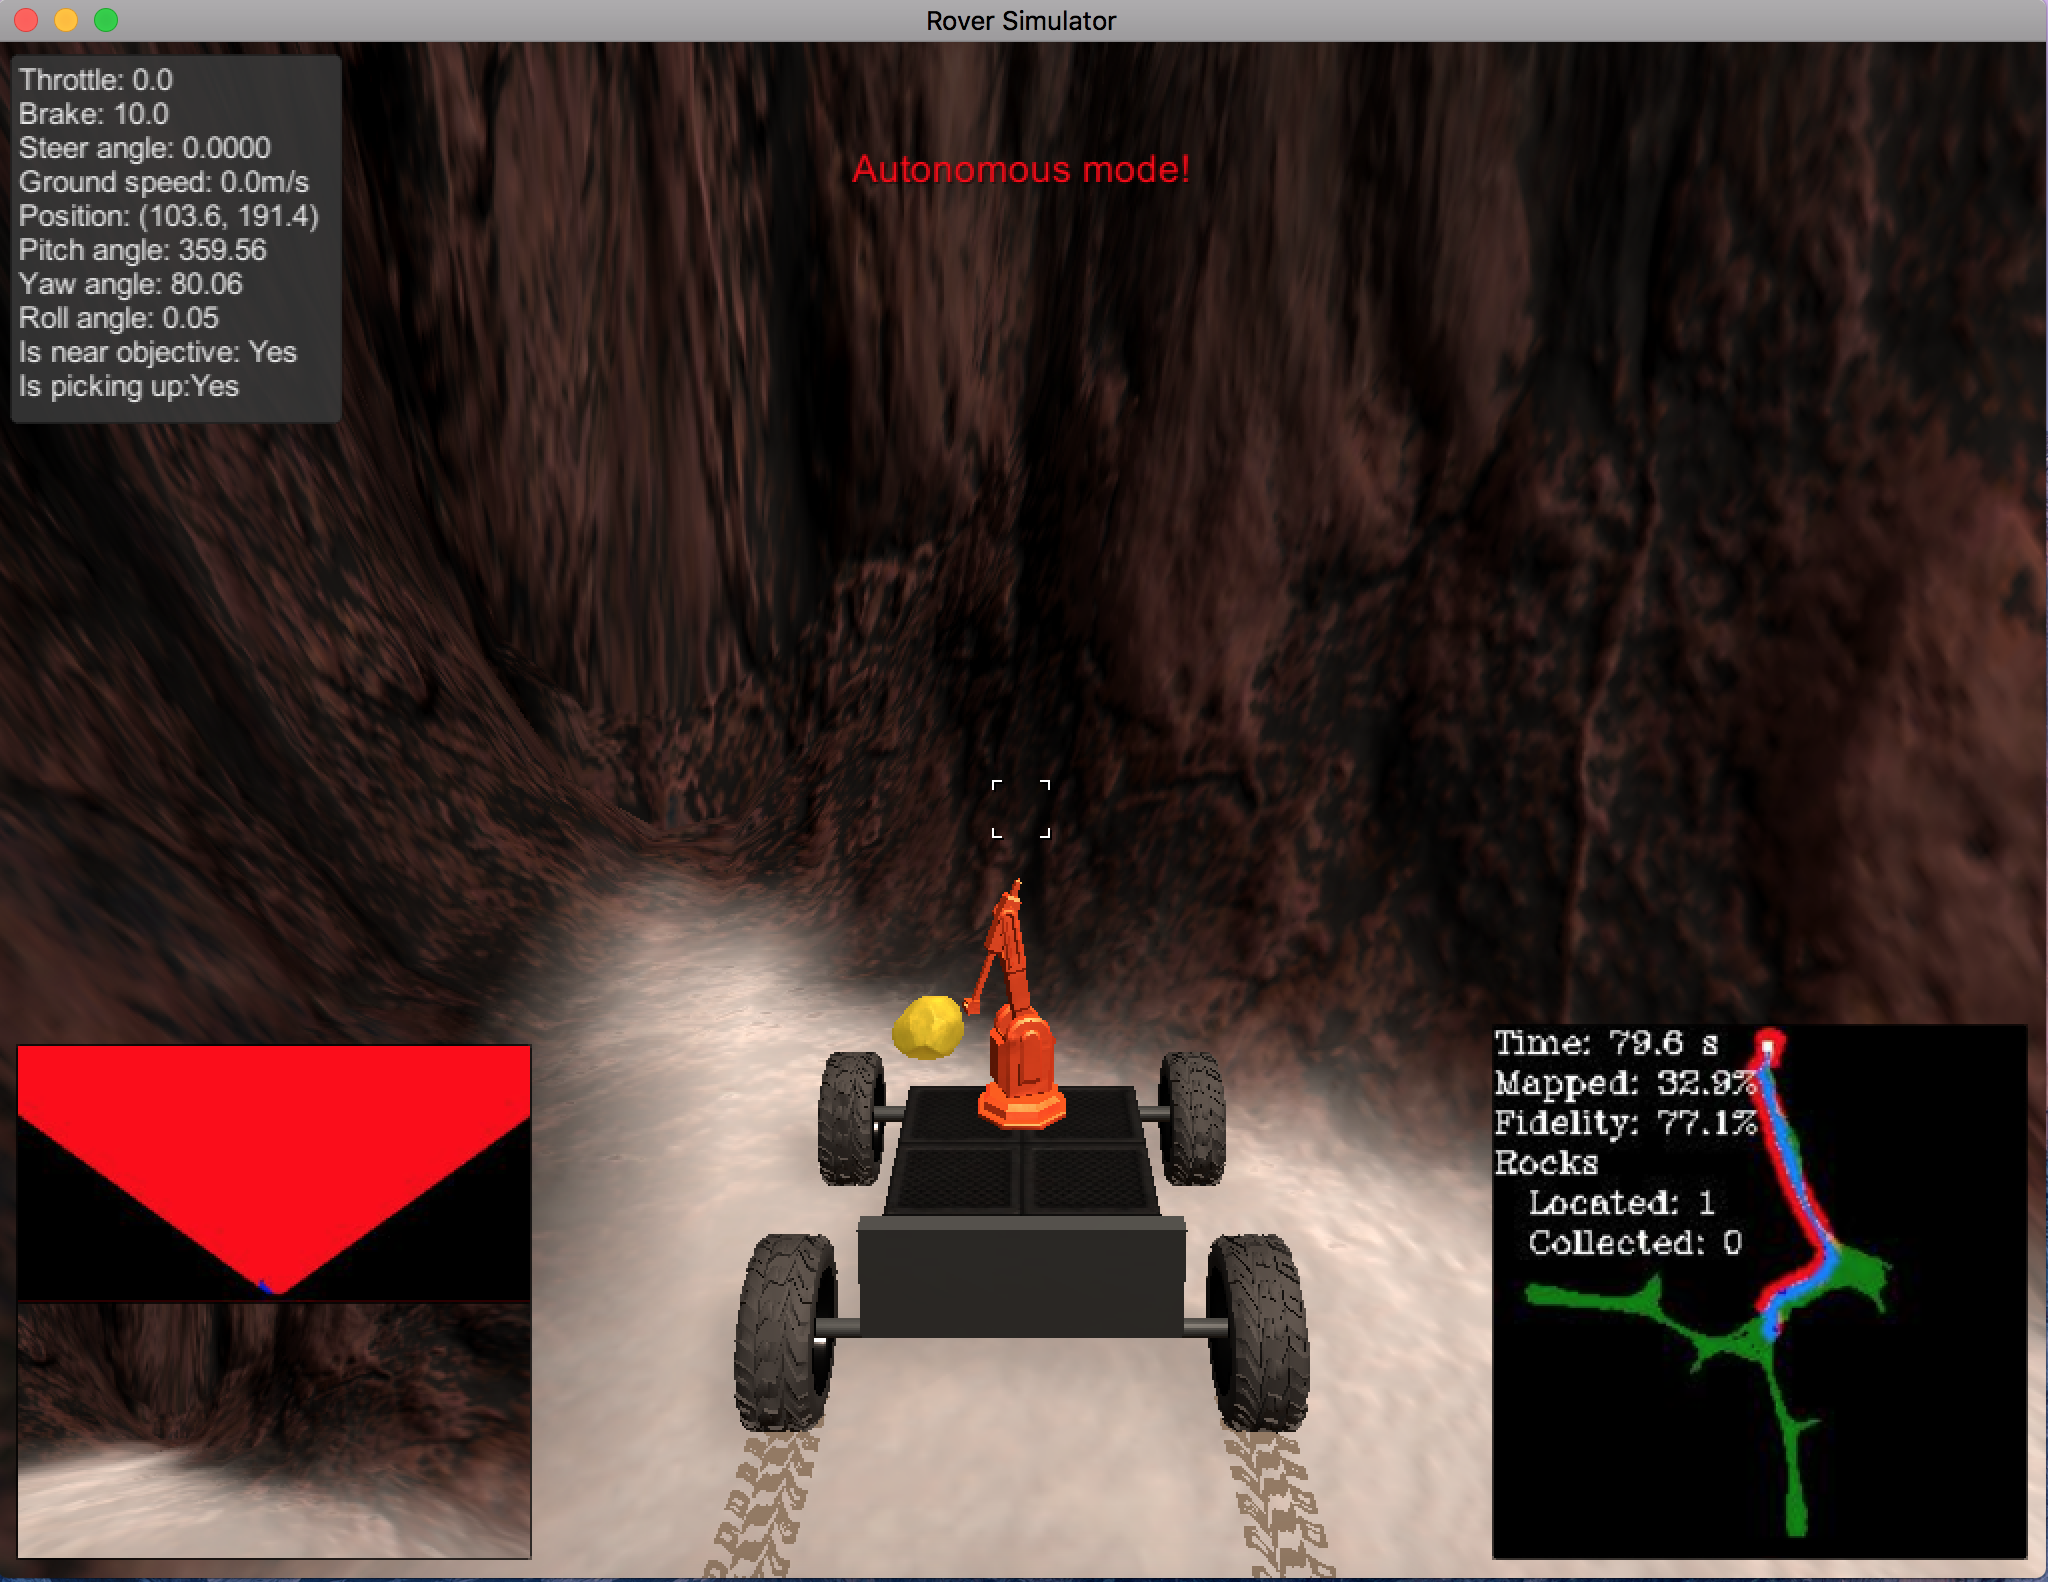 Rover Simulator
Throttle: 0.0
Brake: 10.0
Steer angle: 0.0000
Ground speed: 0.0m/s
Position: (103.6, 191.4)
Pitch angle: 359.56
Yaw angle: 80.06
Roll angle: 0.05
Is near objective: Yes
Is picking up:Yes
Autonomous mode!
Time: 79.6 s
Mapped: 32.9%
Fidelity: 77.1%
Rocks
Located: 1
Collected: 0